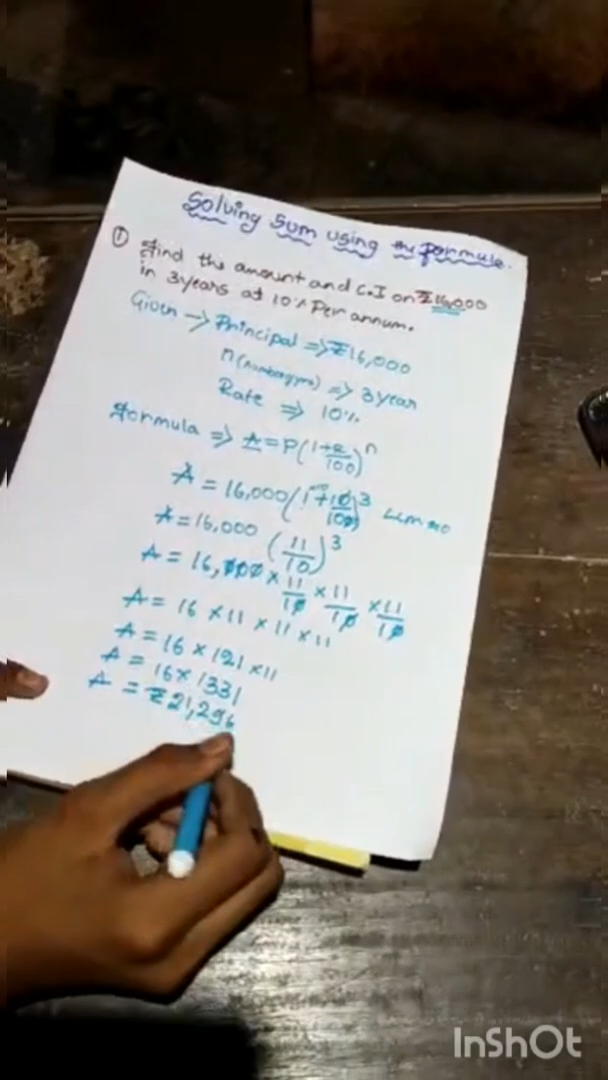 Solving Sum using the formula.
① Find the amount and C.I on ₹16,000
in 3years at 10% Per annum.
Given → Principal ⇒ ₹16,000
n ⇒ 3year
Rate ⇒ 10%
formula ⇒ A = P(1+R/100)^n
A = 16,000(1+10/100)^3
A = 16,000 (11/10)^3
A = 16,000 × 11/10 × 11/10 × 11/10
A = 16 × 11 × 11 × 11
A = 16 × 121 × 11
A = 16 × 1331
A = ₹21,296
InShOt